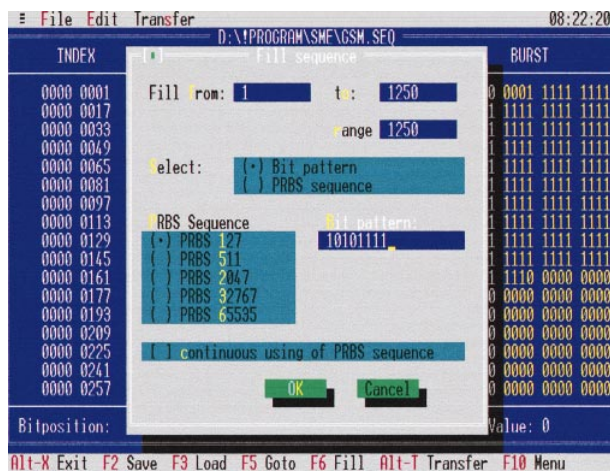 ≡ File Edit Transfer 08:22:20
D:\!PROGRAM\SME\GSM.SEQ
INDEX BURST
[▪] Fill sequence
0000 0001 0 0001 1111 1111
0000 0017 1 1111 1111 1111
0000 0033 1 1111 1111 1111
0000 0049 1 1111 1111 1111
0000 0065 1 1111 1111 1111
0000 0081 1 1111 1111 1111
0000 0097 1 1111 1111 1111
0000 0113 1 1111 1111 1111
0000 0129 1 1111 1111 1111
0000 0145 1 1111 1111 1111
0000 0161 1 1110 0000 0000
0000 0177 0 0000 0000 0000
0000 0193 0 0000 0000 0000
0000 0209 0 0000 0000 0000
0000 0225 0 0000 0000 0000
0000 0241 0 0000 0000 0000
0000 0257 0 0000 0000 0000
Fill From: 1 to: 1250
range 1250
Select: (•) Bit pattern
( ) PRBS sequence
PRBS Sequence Bit pattern:
(•) PRBS 127 10101111_
( ) PRBS 511
( ) PRBS 2047
( ) PRBS 32767
( ) PRBS 65535
[ ] continuous using of PRBS sequence
OK Cancel
Bitposition: Value: 0
Alt-X Exit F2 Save F3 Load F5 Goto F6 Fill Alt-T Transfer F10 Menu